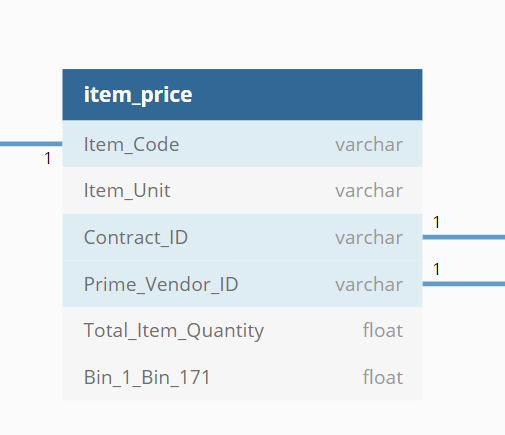 item_price
Item_Code varchar
1
Item_Unit varchar
1
Contract_ID varchar
1
Prime_Vendor_ID varchar
Total_Item_Quantity float
Bin_1_Bin_171 float